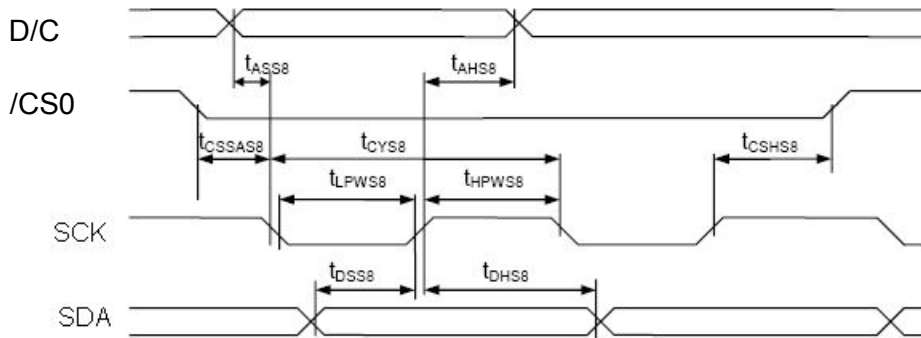 D/C
tASS8 tAHS8
/CS0
tCSSAS8 tCYS8 tCSHS8
tLPWS8 tHPWS8
SCK
tDSS8 tDHS8
SDA